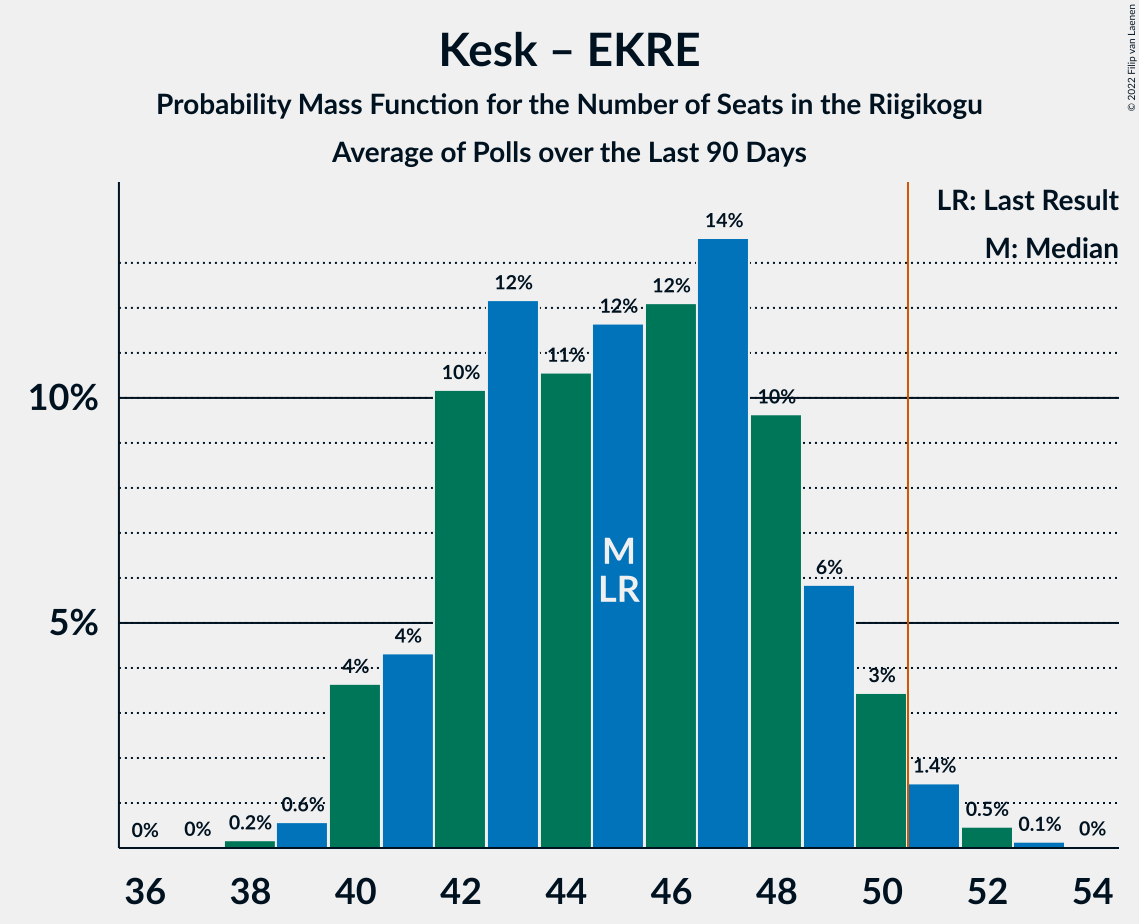 Kesk – EKRE
Probability Mass Function for the Number of Seats in the Riigikogu
Average of Polls over the Last 90 Days
© 2022 Filip van Laenen
LR: Last Result
M: Median
14%
12%
12%
12%
11%
10%
10%
10%
M
LR
6%
5%
4%
4%
3%
1.4%
0.6%
0.5%
0.2%
0.1%
0%
0%
0%
36 38 40 42 44 46 48 50 52 54